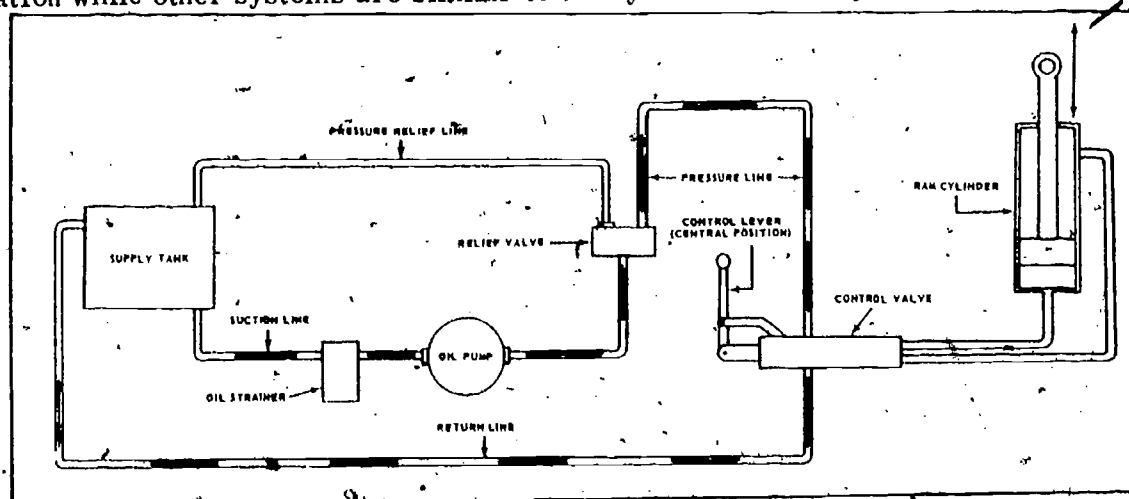 ation while other systems are similar
PRESSURE RELIEF LINE
PRESSURE LINE
RAM CYLINDER
CONTROL LEVER
(CENTRAL POSITION)
RELIEF VALVE
SUPPLY TANK
CONTROL VALVE
SUCTION LINE
OIL PUMP
OIL STRAINER
RETURN LINE